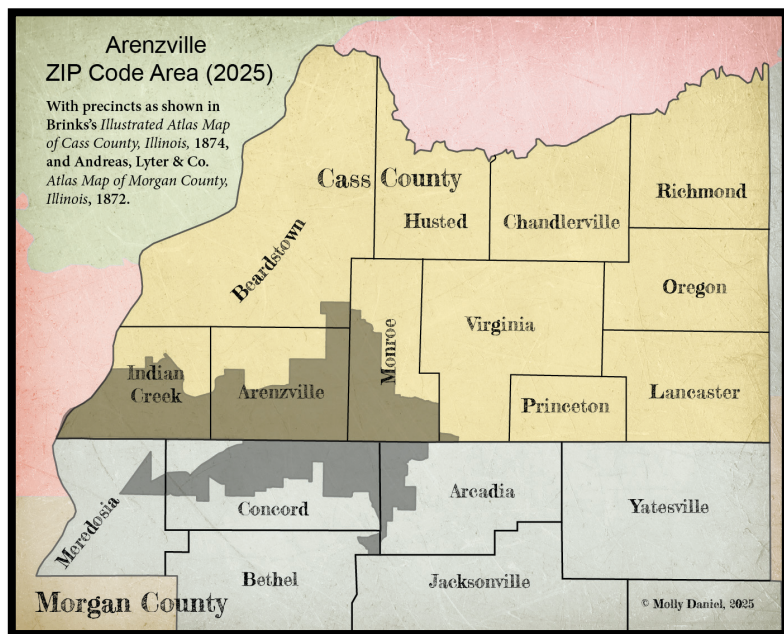 Arenzville
ZIP Code Area (2025)
With precincts as shown in
Brinks's Illustrated Atlas Map
of Cass County, Illinois, 1874,
and Andreas, Lyter & Co.
Atlas Map of Morgan County,
Illinois, 1872.
Cass County
Richmond
Husted
Chandlerville
Beardstown
Oregon
Virginia
Monroe
Indian
Creek
Arenzville
Princeton
Lancaster
Meredosia
Concord
Arcadia
Yatesville
Bethel
Jacksonville
Morgan County
© Molly Daniel, 2025